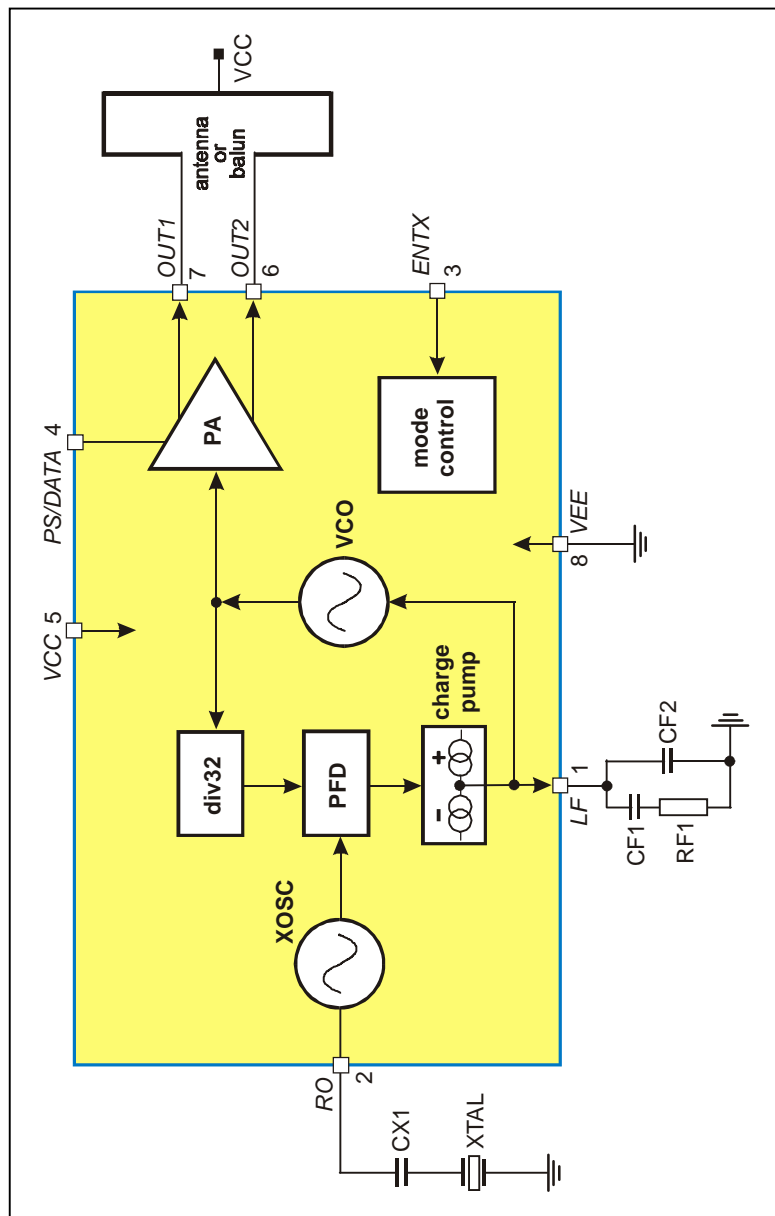 VCC 5
PS/DATA 4
div32
PA
OUT1
7
OUT2
6
antenna
or
balun
VCC
XOSC
PFD
VCO
RO
2
charge
pump
mode
control
ENTX
3
CX1
XTAL
LF 1
VEE
8
CF1
RF1
CF2